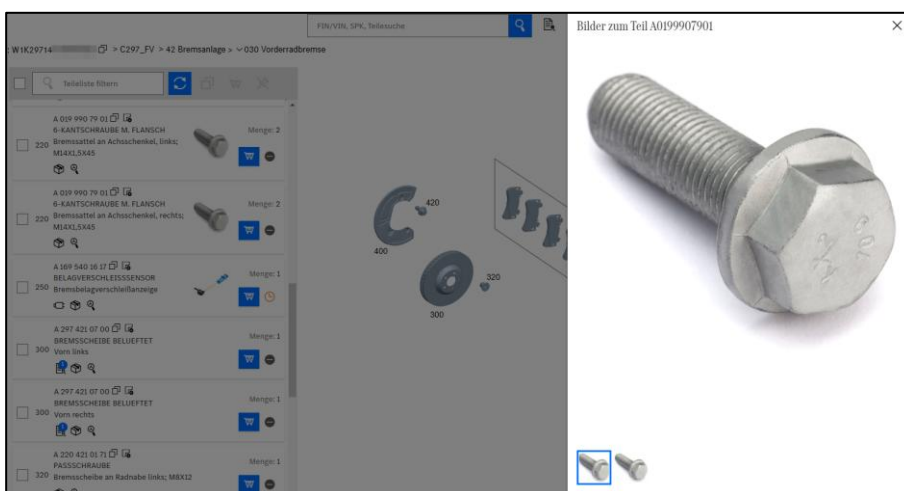 FIN/VIN, SPK, Teilesuche
Bilder zum Teil A0199907901
W1K29714
> C297_FV > 42 Bremsanlage > 030 Vorderradbremse
Teileliste filtern
A 019 990 79 01
6-KANTSCHRAUBE M. FLANSCH
Menge: 2
220 Bremssattel an Achsschenkel, links;
M14X1,5X45
A 019 990 79 01
6-KANTSCHRAUBE M. FLANSCH
Menge: 2
220 Bremssattel an Achsschenkel, rechts;
M14X1,5X45
A 169 540 16 17
BELAGVERSCHLEISSSENSOR
Menge: 1
250 Bremsbelagverschleißanzeige
A 297 421 07 00
BREMSSCHEIBE BELUEFTET
Menge: 1
300 Vorn links
A 297 421 07 00
BREMSSCHEIBE BELUEFTET
Menge: 1
300 Vorn rechts
A 220 421 01 71
PASSSCHRAUBE
Menge: 1
320 Bremsscheibe an Radnabe links; M8X12
420
400
320
300